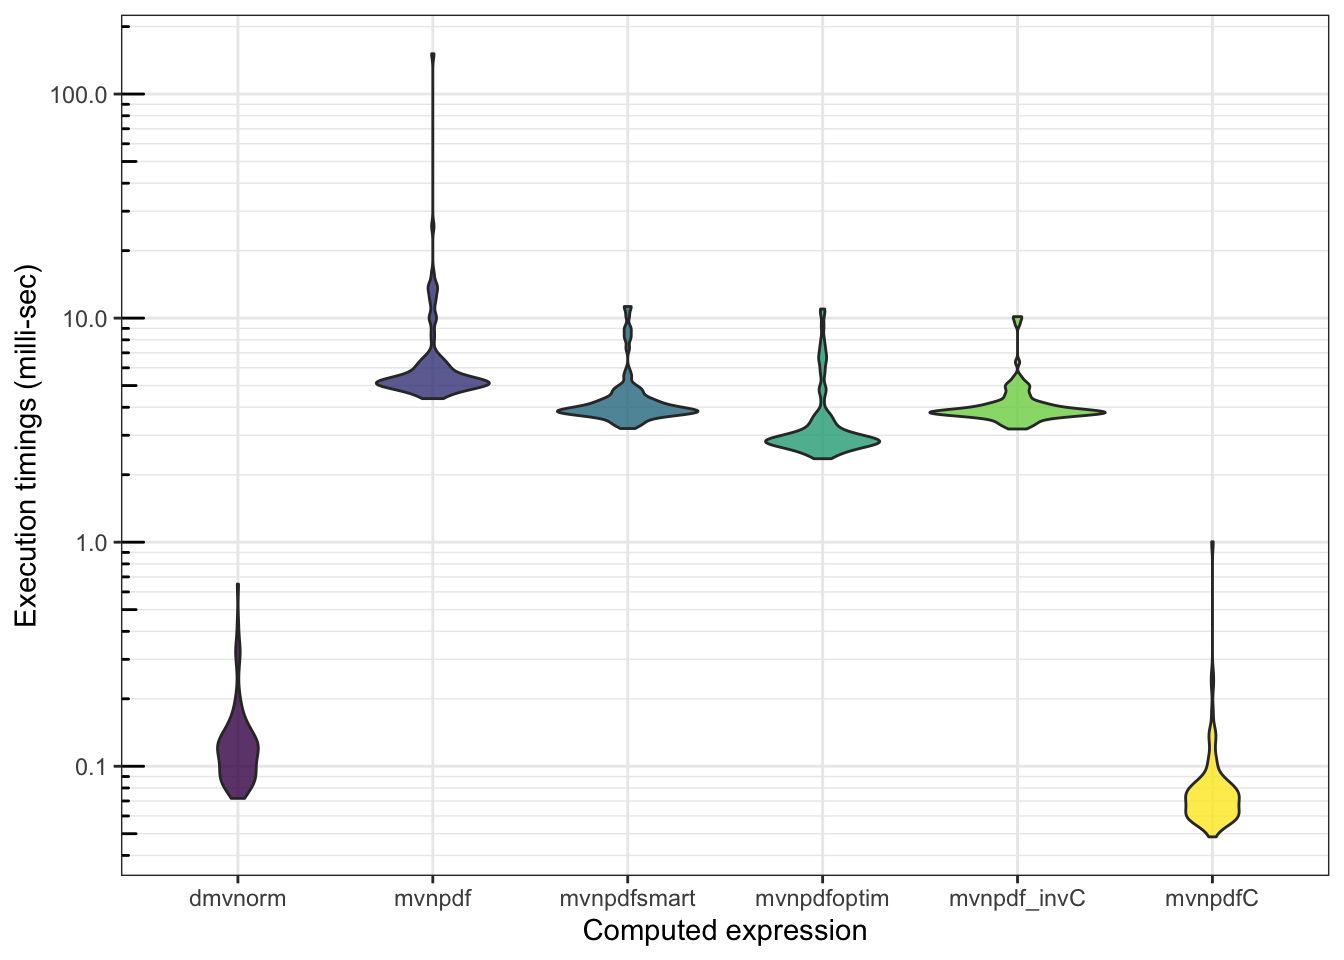 Execution timings (milli-sec)
100.0
10.0
1.0
0.1
dmvnorm mvnpdf mvnpdfsmart mvnpdfoptim mvnpdf_invC mvnpdfC
Computed expression